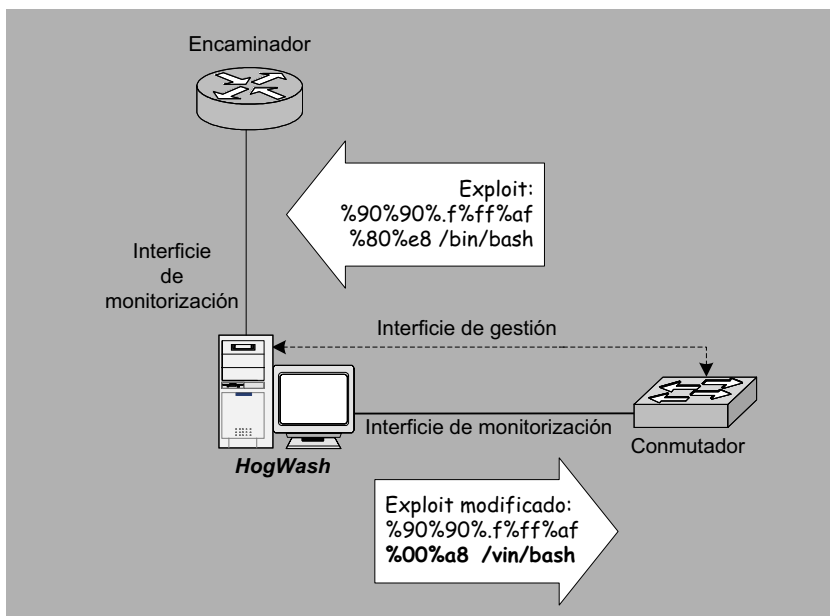 Encaminador
Exploit:
%90%90%.f%ff%af
%80%e8 /bin/bash
Interficie
de
monitorización
Interficie de gestión
Interficie de monitorización
HogWash
Conmutador
Exploit modificado:
%90%90%.f%ff%af
%00%a8 /vin/bash